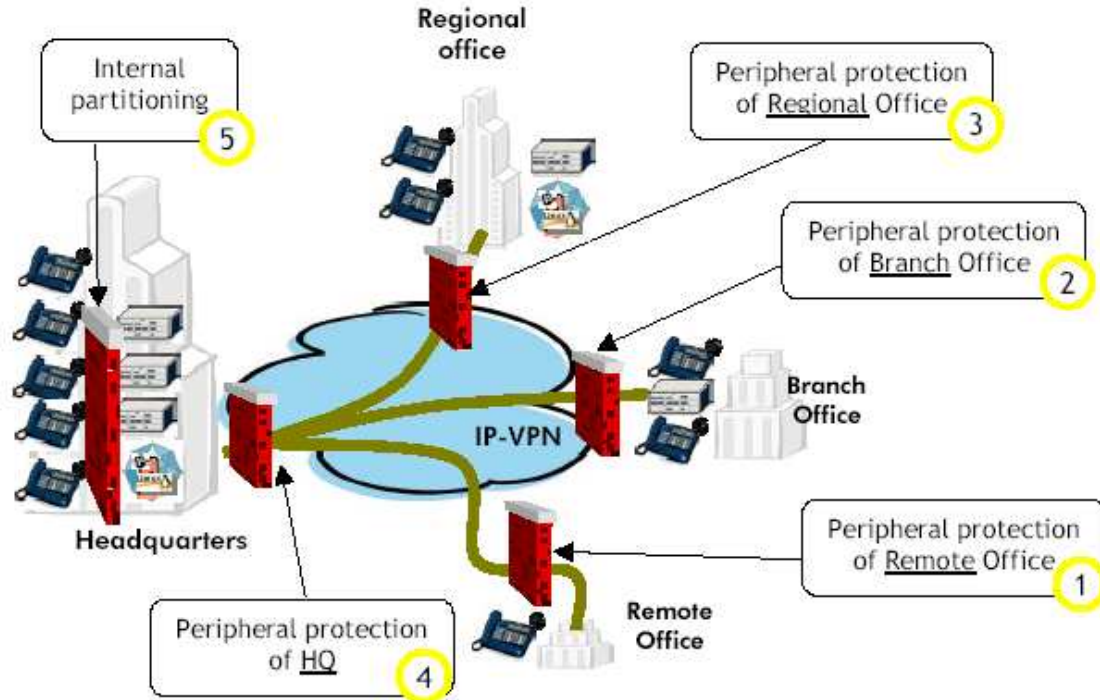 Regional
office
Internal
partitioning
5
Peripheral protection
of Regional Office
3
Peripheral protection
of Branch Office
2
Branch
Office
IP-VPN
Headquarters
Peripheral protection
of Remote Office
1
Remote
Office
Peripheral protection
of HQ
4